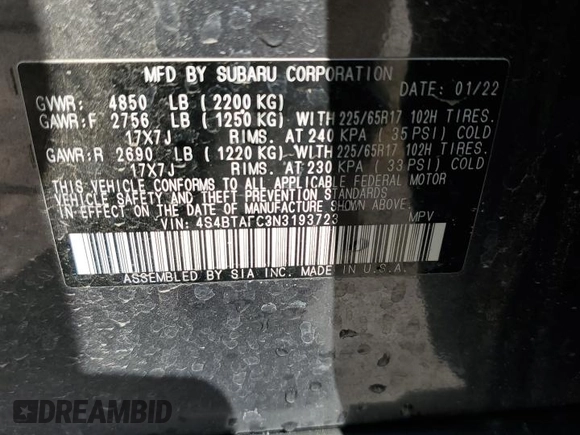 MFD BY SUBARU CORPORATION
DATE: 01/22
GVWR: 4850 LB (2200 KG)
GAWR:F 2756 LB (1250 KG) WITH 225/65R17 102H TIRES.
17X7J RIMS. AT 240 KPA (35 PSI) COLD
GAWR:R 2690 LB (1220 KG) WITH 225/65R17 102H TIRES.
17X7J RIMS. AT 230 KPA (33 PSI) COLD
THIS VEHICLE CONFORMS TO ALL APPLICABLE FEDERAL MOTOR
VEHICLE SAFETY AND THEFT PREVENTION STANDARDS
IN EFFECT ON THE DATE OF MANUFACTURE SHOWN ABOVE.
VIN: 4S4BTAFC3N3193723 MPV
ASSEMBLED BY SIA INC. MADE IN U.S.A.
DREAMBID